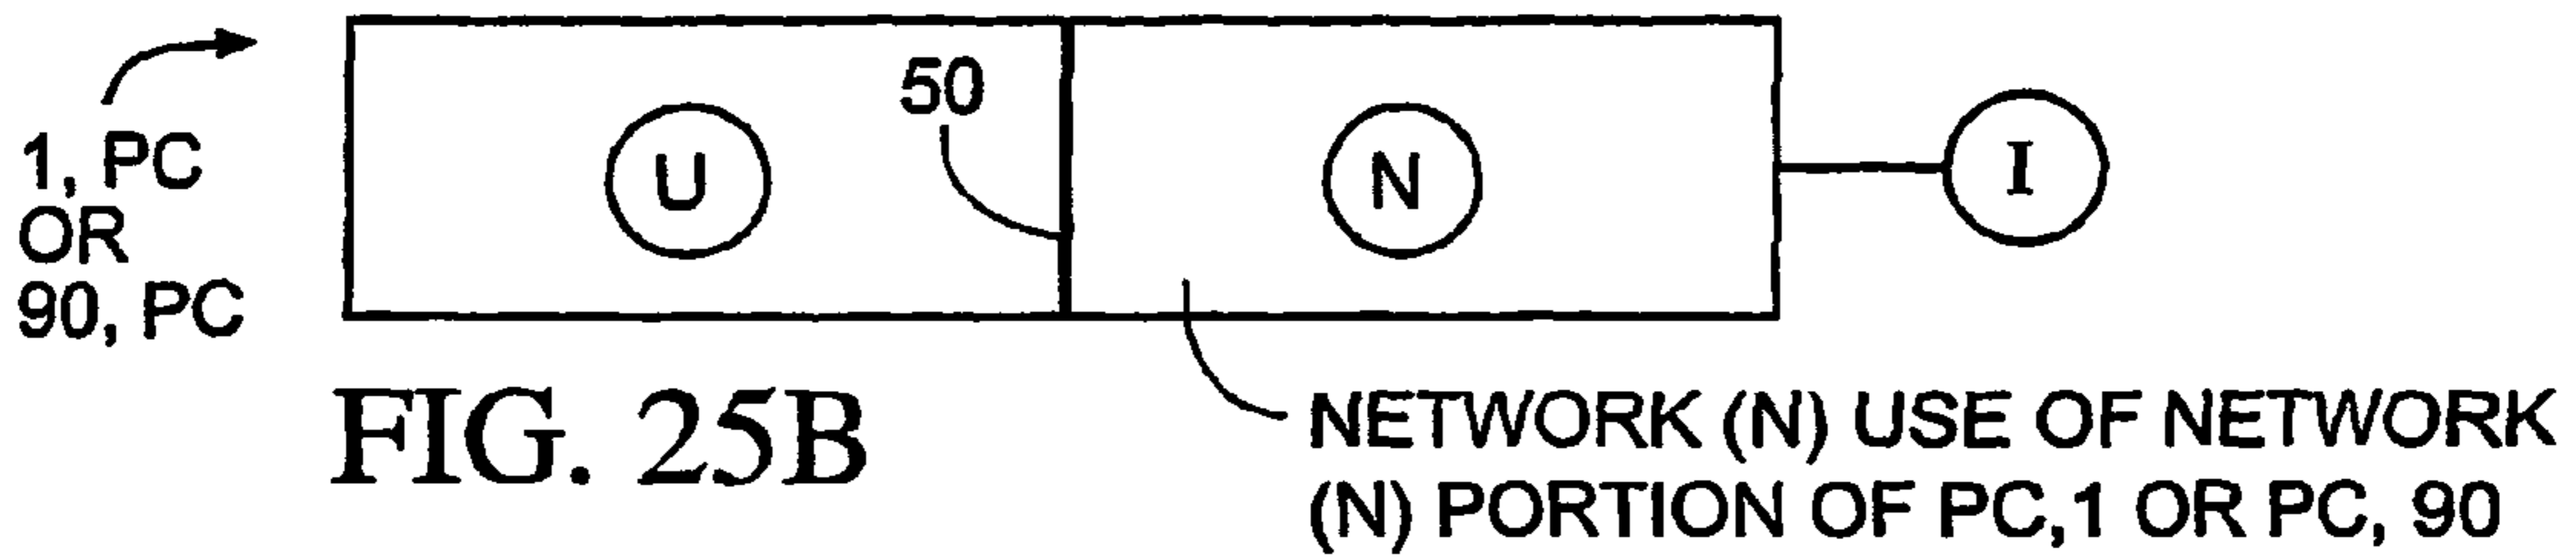 50
U
N
I
1, PC
OR
90, PC
FIG. 25B
NETWORK (N) USE OF NETWORK
(N) PORTION OF PC,1 OR PC, 90